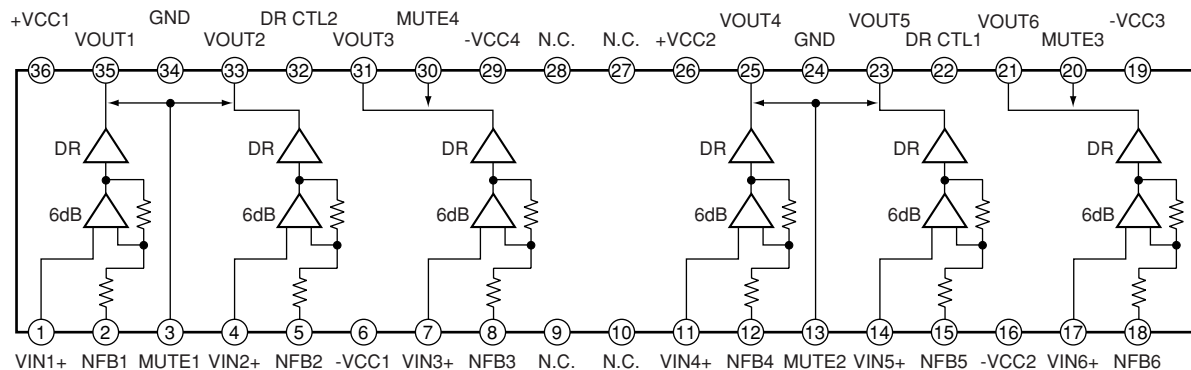 +VCC1 GND DR CTL2 MUTE4 VOUT4 VOUT5 VOUT6 -VCC3
VOUT1 VOUT2 VOUT3 -VCC4 N.C. N.C. +VCC2 GND DR CTL1 MUTE3
36 35 34 33 32 31 30 29 28 27 26 25 24 23 22 21 20 19
DR DR DR DR DR DR
6dB 6dB 6dB 6dB 6dB 6dB
1 2 3 4 5 6 7 8 9 10 11 12 13 14 15 16 17 18
VIN1+ NFB1 MUTE1 VIN2+ NFB2 -VCC1 VIN3+ NFB3 N.C. N.C. VIN4+ NFB4 MUTE2 VIN5+ NFB5 -VCC2 VIN6+ NFB6